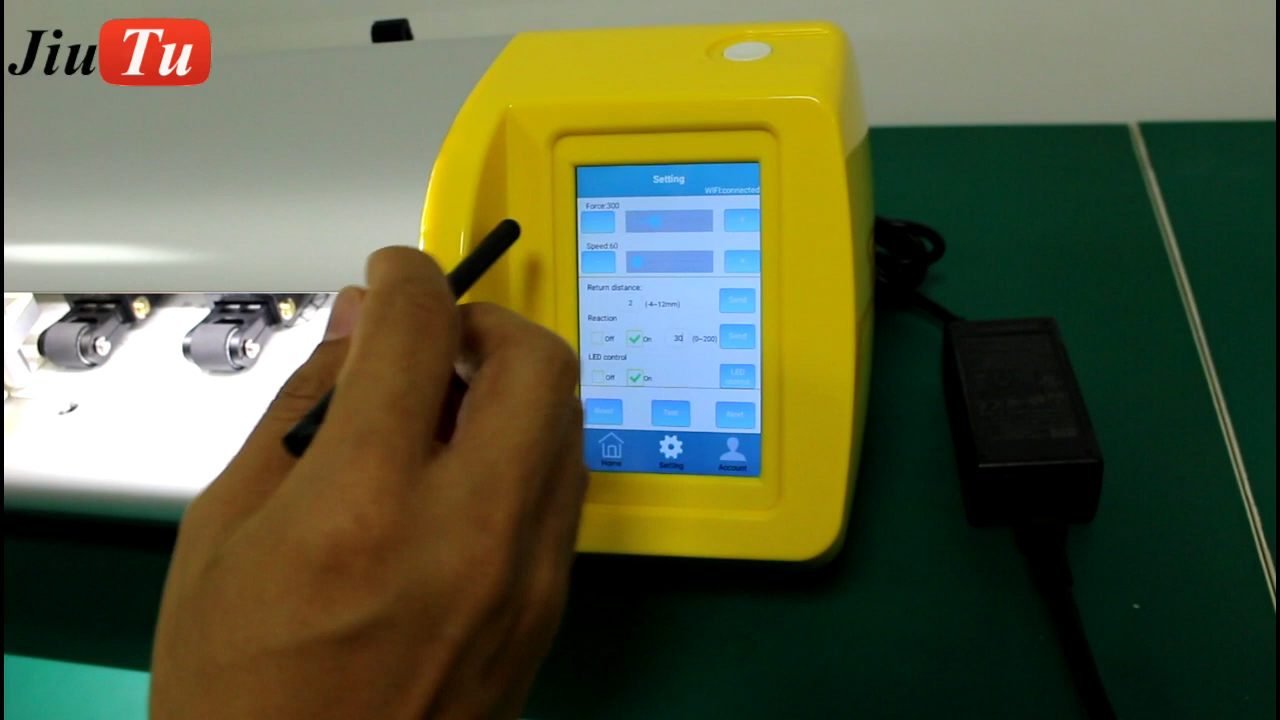 JiuTu
Setting
WIFI:connected
Force:300
+
Speed:60
+
Return distance:
2 (-4~12mm) Send
Reaction
Off On 30 (0~200) Send
LED control
Off On LED
Reset Test Next
Home Setting Account